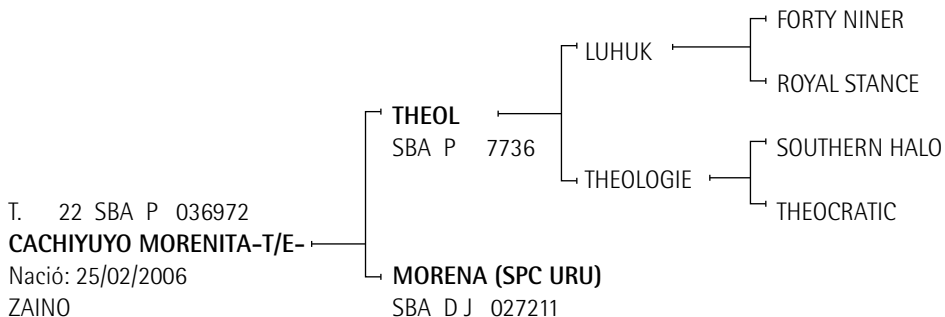 FORTY NINER
LUHUK
ROYAL STANCE
THEOL
SBA P 7736
SOUTHERN HALO
THEOLOGIE
THEOCRATIC
T. 22 SBA P 036972
CACHIYUYO MORENITA-T/E-
Nació: 25/02/2006
ZAINO
MORENA (SPC URU)
SBA D J 027211